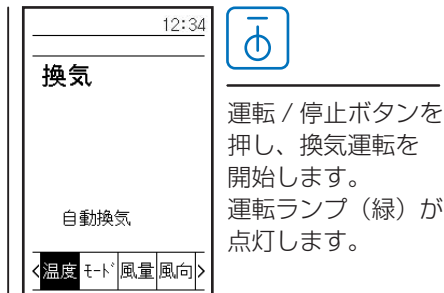 12:34
換気
自動換気
<温度 ﾓｰﾄﾞ 風量 風向>
運転 / 停止ボタンを
押し、換気運転を
開始します。
運転ランプ（緑）が
点灯します。